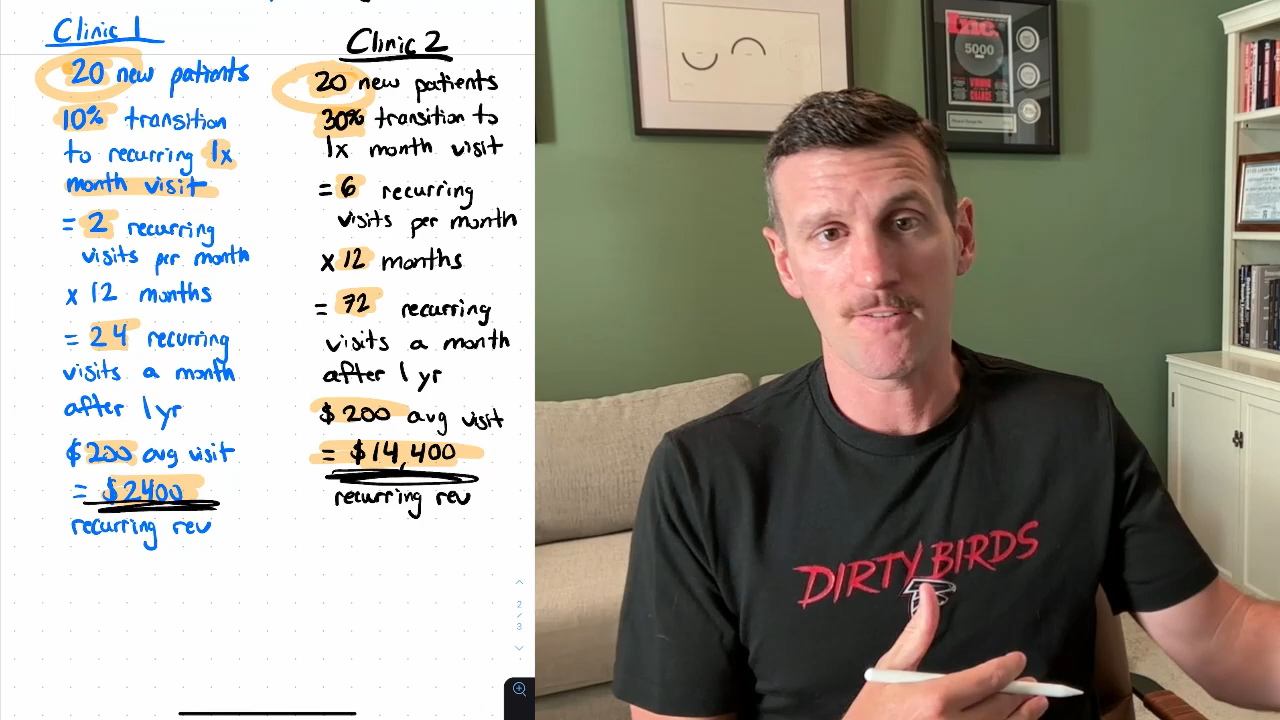 Clinic 1
20 new patients
10% transition
to recurring 1x
month visit
= 2 recurring
visits per month
x 12 months
= 24 recurring
visits a month
after 1 yr
$200 avg visit
= $2400
recurring rev
Clinic 2
20 new patients
30% transition to
1x month visit
= 6 recurring
visits per month
x 12 months
= 72 recurring
visits a month
after 1 yr
$200 avg visit
= $14,400
recurring rev
2
/
3
Inc.
5000
DIRTY BIRDS